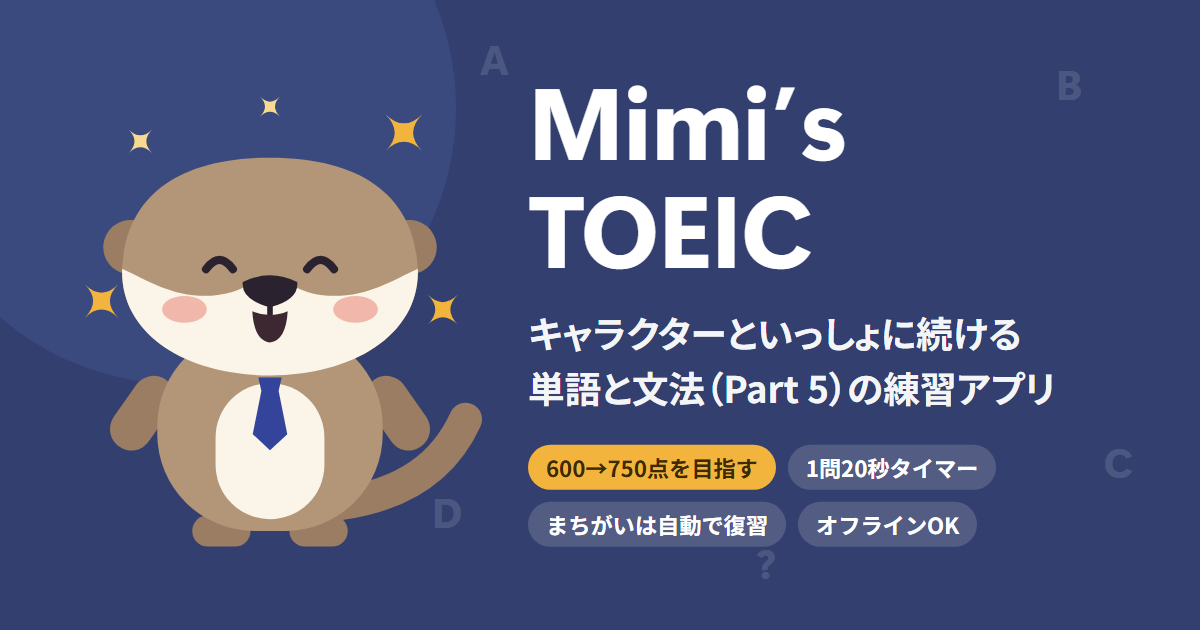 A
B
Mimi’s
TOEIC
キャラクターといっしょに続ける
単語と文法（Part 5）の練習アプリ
600→750点を目指す
1問20秒タイマー
C
まちがいは自動で復習
オフラインOK
D
?